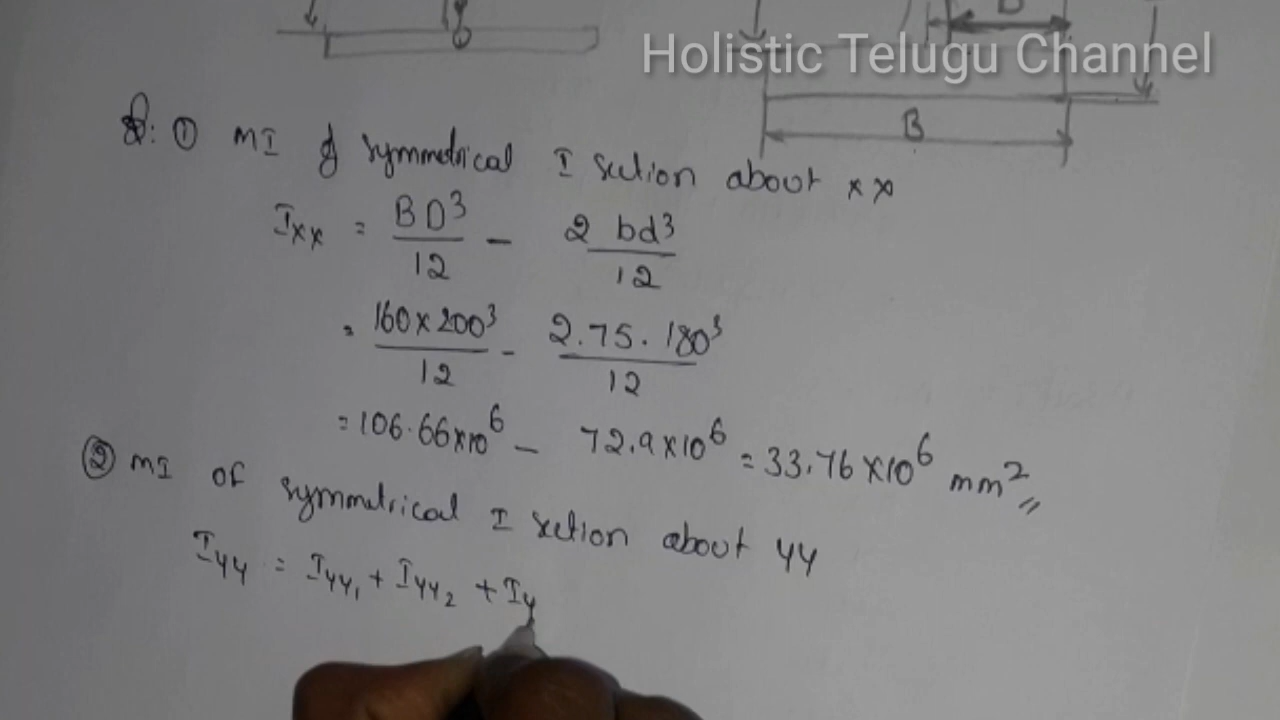 Holistic Telugu Channel
B
① MI of symmetrical I section about xx
Ixx = BD³/12 - 2 bd³/12
= 160×200³/12 - 2.75.180³/12
= 106.66×10⁶ - 72.9×10⁶ = 33.76×10⁶ mm²
② MI of symmetrical I section about yy
Iyy = Iyy₁ + Iyy₂ + Iy